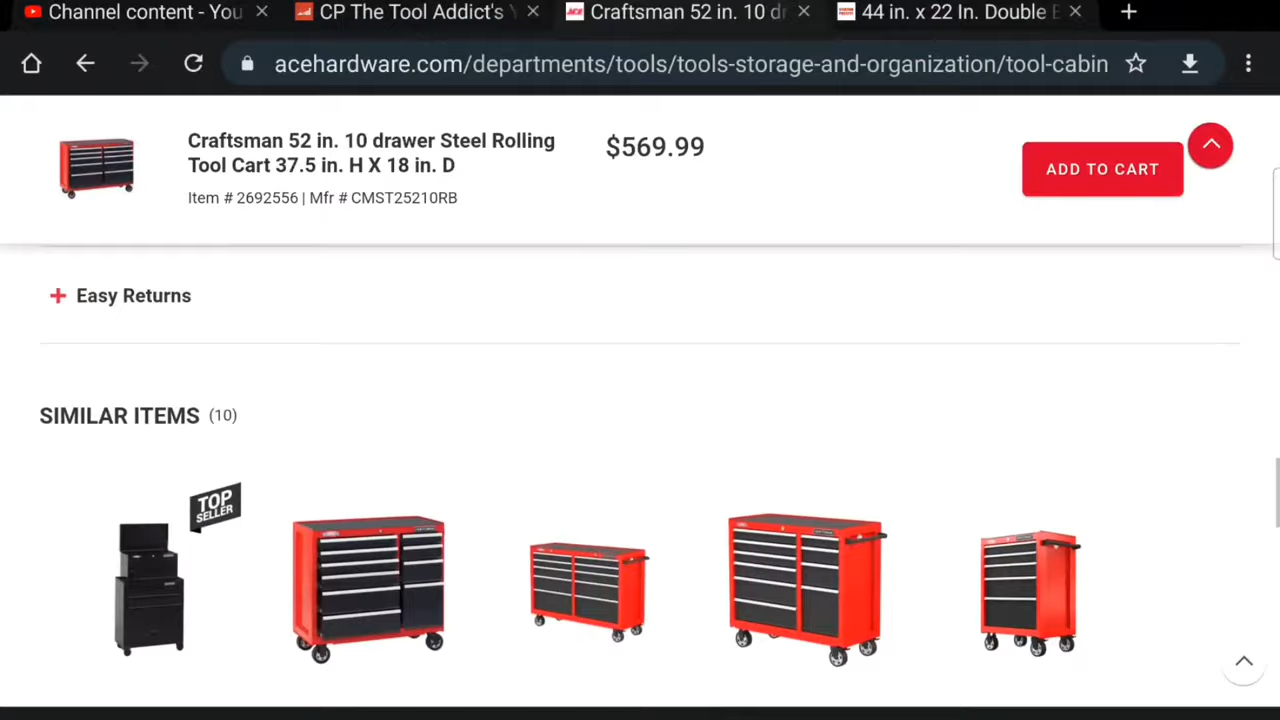 Channel content - You
CP The Tool Addict's
Craftsman 52 in. 10 dr
44 in. x 22 In. Double
acehardware.com/departments/tools/tools-storage-and-organization/tool-cabin
Craftsman 52 in. 10 drawer Steel Rolling
Tool Cart 37.5 in. H X 18 in. D
$569.99
ADD TO CART
Item # 2692556 | Mfr # CMST25210RB
+ Easy Returns
SIMILAR ITEMS (10)
TOP
SELLER